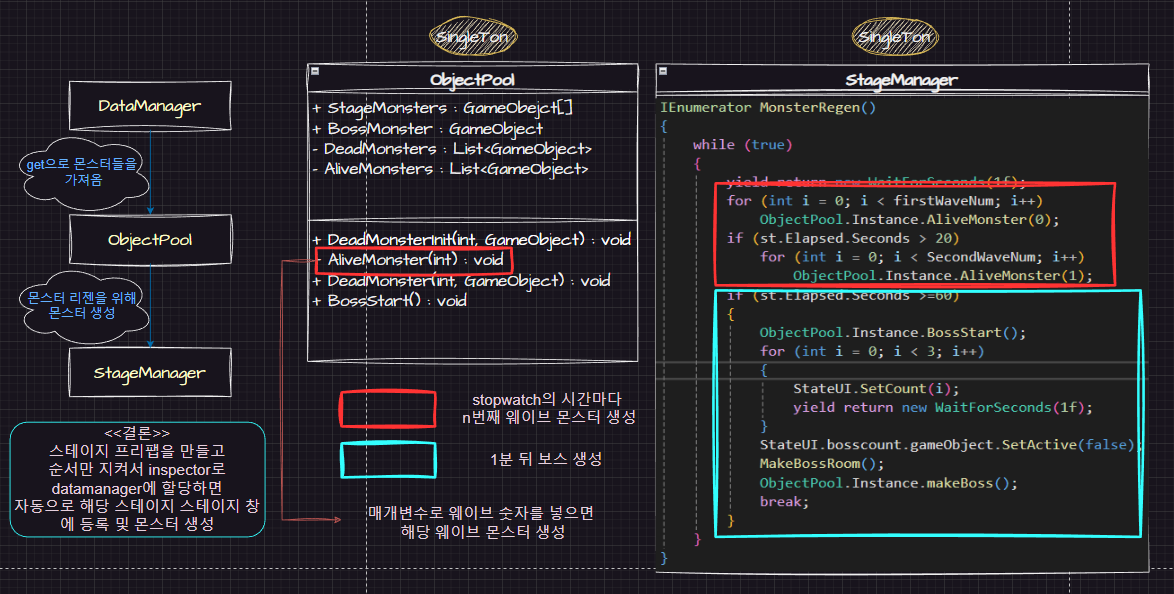 DataManager
get으로 몬스터들을
가져옴
ObjectPool
몬스터 리젠을 위해
몬스터 생성
StageManager
<<결론>>
스테이지 프리팹을 만들고
순서만 지켜서 inspector로
datamanager에 할당하면
자동으로 해당 스테이지 스테이지 창
에 등록 및 몬스터 생성
SingleTon
ObjectPool
+ StageMonsters : GameObejct[]
+ BossMonster : GameObject
- DeadMonsters : List<GameObject>
- AliveMonsters : List<GameObject>
+ DeadMonsterInit(int, GameObject) : void
- AliveMonster(int) : void
+ DeadMonster(int, GameObject) : void
+ BossStart() : void
stopwatch의 시간마다
n번째 웨이브 몬스터 생성
1분 뒤 보스 생성
매개변수로 웨이브 숫자를 넣으면
해당 웨이브 몬스터 생성
SingleTon
StageManager
IEnumerator MonsterRegen()
{
while (true)
{
yield return new WaitForSeconds(1f);
for (int i = 0; i < firstWaveNum; i++)
ObjectPool.Instance.AliveMonster(0);
if (st.Elapsed.Seconds > 20)
for (int i = 0; i < SecondWaveNum; i++)
ObjectPool.Instance.AliveMonster(1);
if (st.Elapsed.Seconds >=60)
{
ObjectPool.Instance.BossStart();
for (int i = 0; i < 3; i++)
{
StateUI.SetCount(i);
yield return new WaitForSeconds(1f);
}
StateUI.bosscount.gameObject.SetActive(false);
MakeBossRoom();
ObjectPool.Instance.makeBoss();
break;
}
}
}